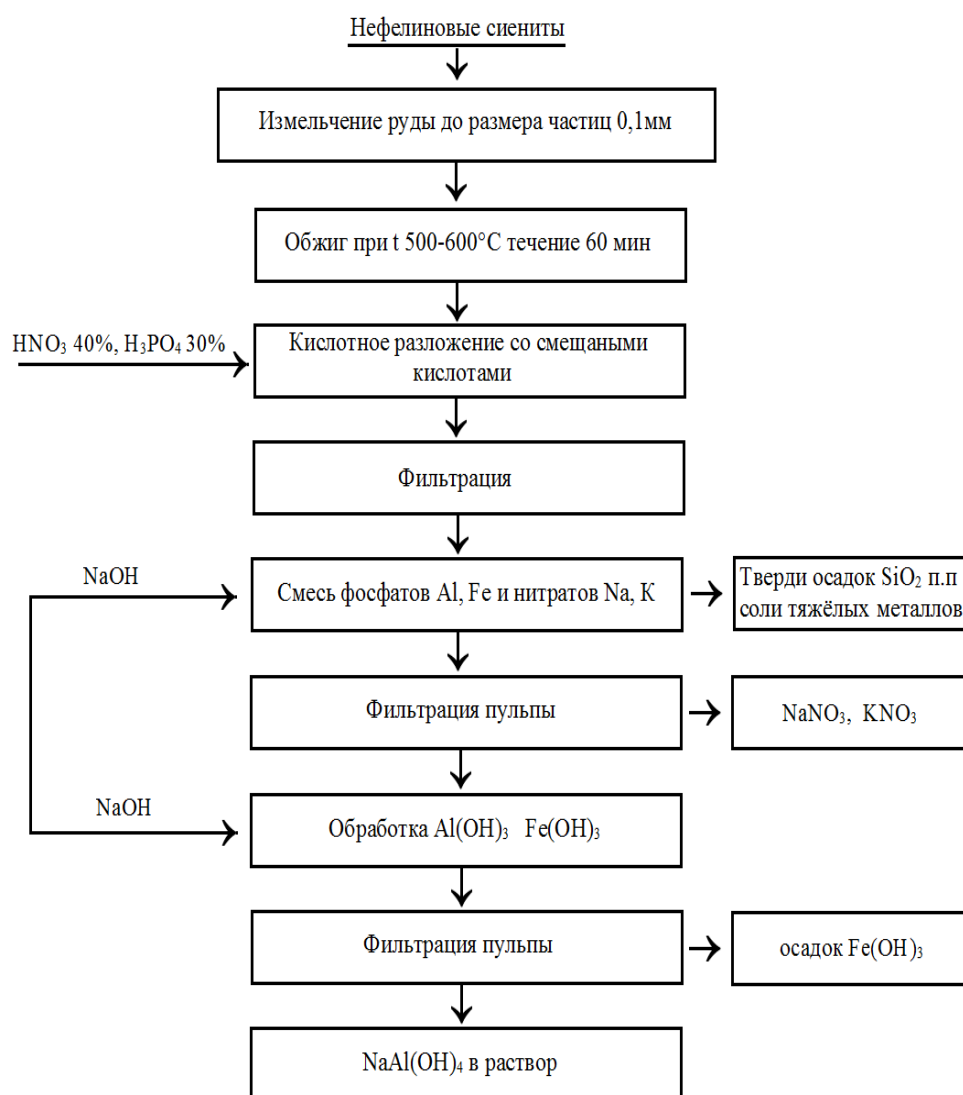 Нефелиновые сиениты
Измельчение руды до размера частиц 0,1мм
Обжиг при t 500-600°C течение 60 мин
HNO₃ 40%, H₃PO₄ 30%
Кислотное разложение со смещаными
кислотами
Фильтрация
NaOH
Смесь фосфатов Al, Fe и нитратов Na, K
Тверди осадок SiO₂ п.п
соли тяжёлых металлов
Фильтрация пульпы
NaNO₃, KNO₃
NaOH
Обработка Al(OH)₃ Fe(OH)₃
Фильтрация пульпы
осадок Fe(OH)₃
NaAl(OH)₄ в раствор